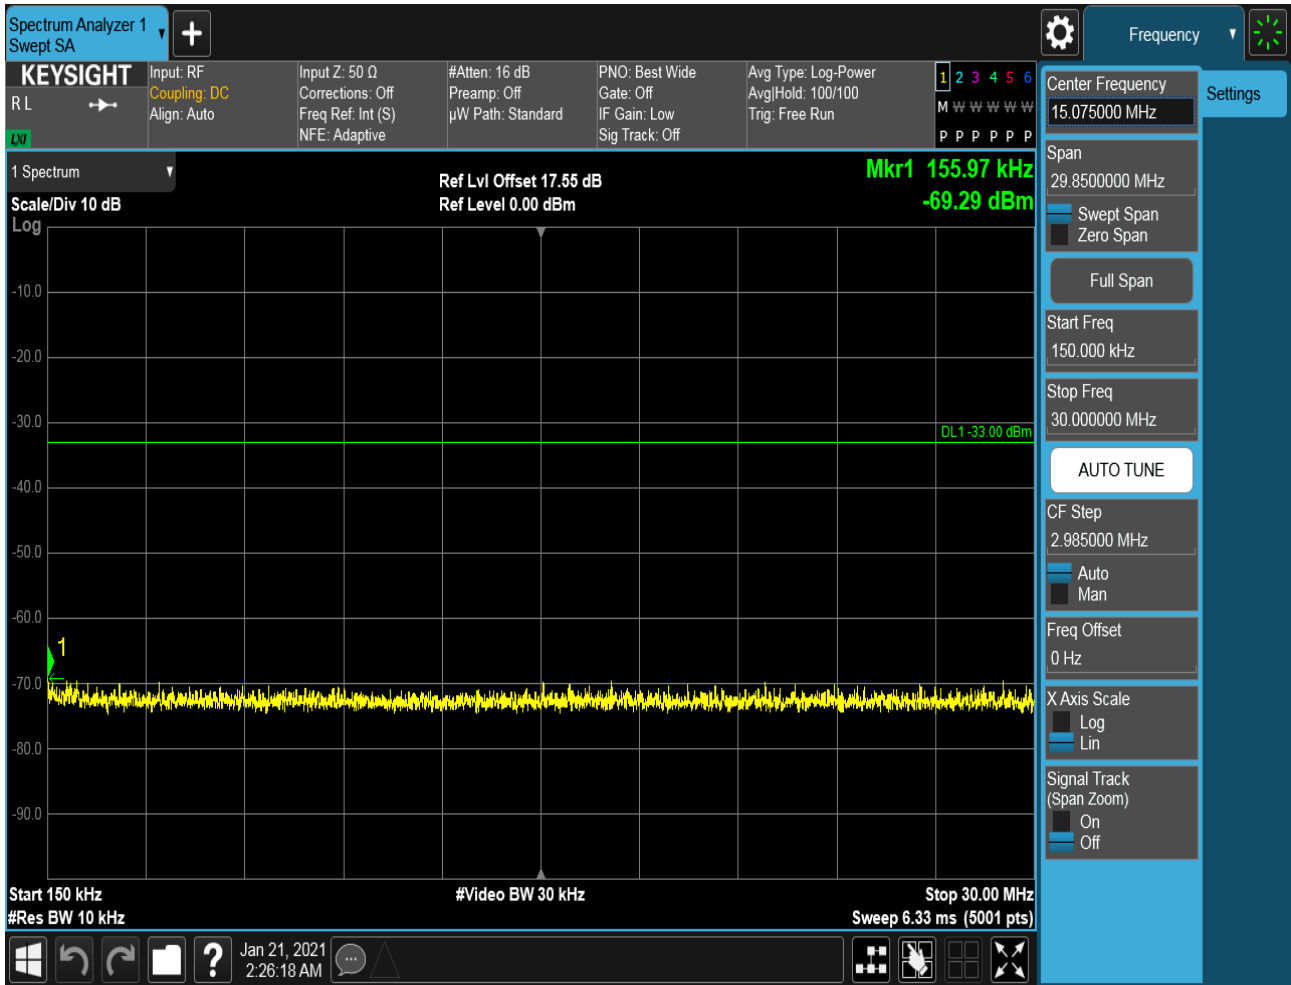 Spectrum Analyzer 1
Swept SA
Frequency
KEYSIGHT
R L
LXI
Input: RF
Coupling: DC
Align: Auto
Input Z: 50 Ω
Corrections: Off
Freq Ref: Int (S)
NFE: Adaptive
#Atten: 16 dB
Preamp: Off
µW Path: Standard
PNO: Best Wide
Gate: Off
IF Gain: Low
Sig Track: Off
Avg Type: Log-Power
Avg|Hold: 100/100
Trig: Free Run
1 2 3 4 5 6
M W W W W W
P P P P P P
1 Spectrum
Scale/Div 10 dB
Log
Ref Lvl Offset 17.55 dB
Ref Level 0.00 dBm
Mkr1 155.97 kHz
-69.29 dBm
-10.0
-20.0
-30.0
DL1 -33.00 dBm
-40.0
-50.0
-60.0
1
-70.0
-80.0
-90.0
Start 150 kHz
#Res BW 10 kHz
#Video BW 30 kHz
Stop 30.00 MHz
Sweep 6.33 ms (5001 pts)
?
Jan 21, 2021
2:26:18 AM
Center Frequency
15.075000 MHz
Settings
Span
29.8500000 MHz
Swept Span
Zero Span
Full Span
Start Freq
150.000 kHz
Stop Freq
30.000000 MHz
AUTO TUNE
CF Step
2.985000 MHz
Auto
Man
Freq Offset
0 Hz
X Axis Scale
Log
Lin
Signal Track
(Span Zoom)
On
Off